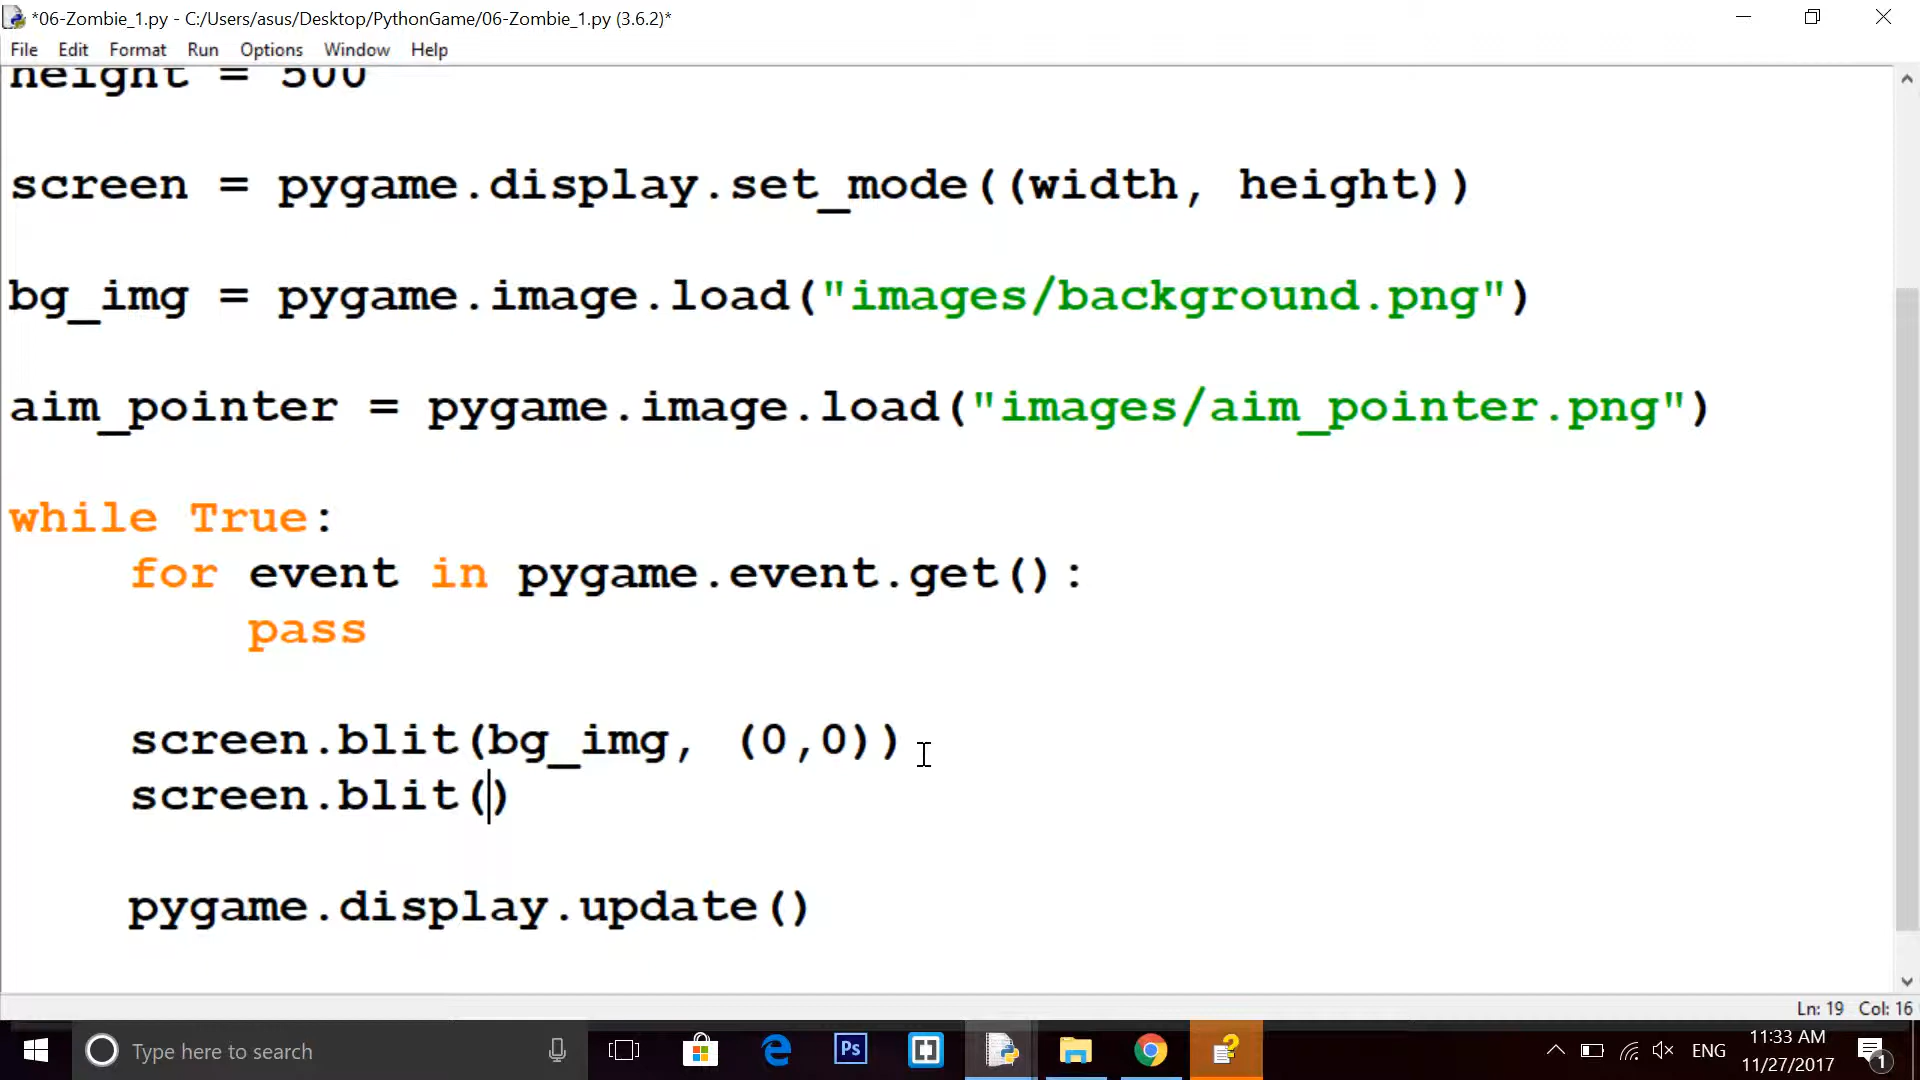 *06-Zombie_1.py - C:/Users/asus/Desktop/PythonGame/06-Zombie_1.py (3.6.2)*
File Edit Format Run Options Window Help
height = 500
screen = pygame.display.set_mode((width, height))
bg_img = pygame.image.load("images/background.png")
aim_pointer = pygame.image.load("images/aim_pointer.png")
while True:
    for event in pygame.event.get():
        pass
    screen.blit(bg_img, (0,0))
    screen.blit()
    pygame.display.update()
Ln: 19 Col: 16
Type here to search
Ps
ENG
11:33 AM
11/27/2017
1